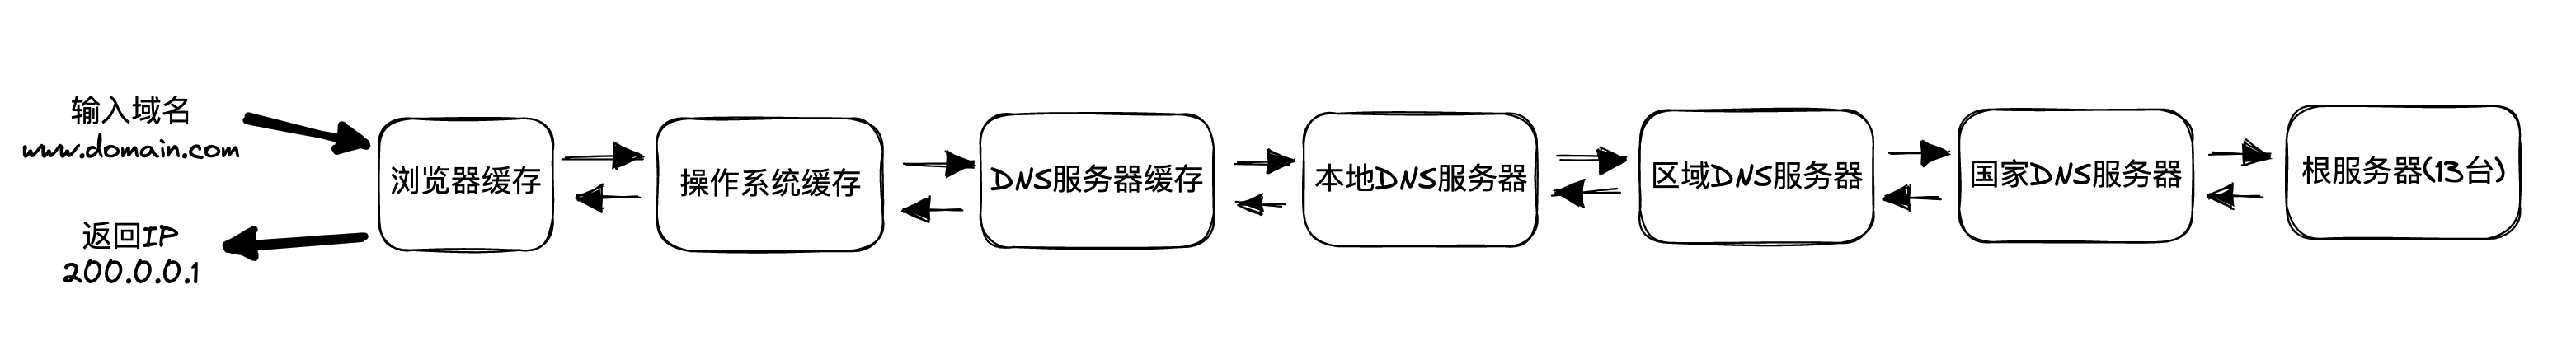 输入域名
www.domain.com
返回IP
200.0.0.1
浏览器缓存
操作系统缓存
DNS服务器缓存
本地DNS服务器
区域DNS服务器
国家DNS服务器
根服务器(13台)